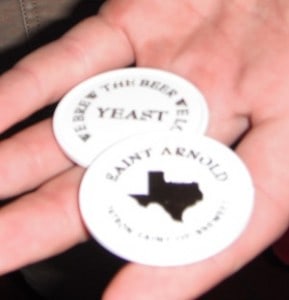 WE BREW THE BEER WELL
YEAST
SAINT ARNOLD